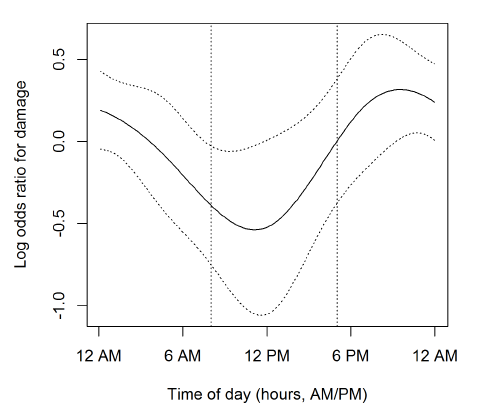 Log odds ratio for damage
0.5
0.0
-0.5
-1.0
12 AM 6 AM 12 PM 6 PM 12 AM
Time of day (hours, AM/PM)